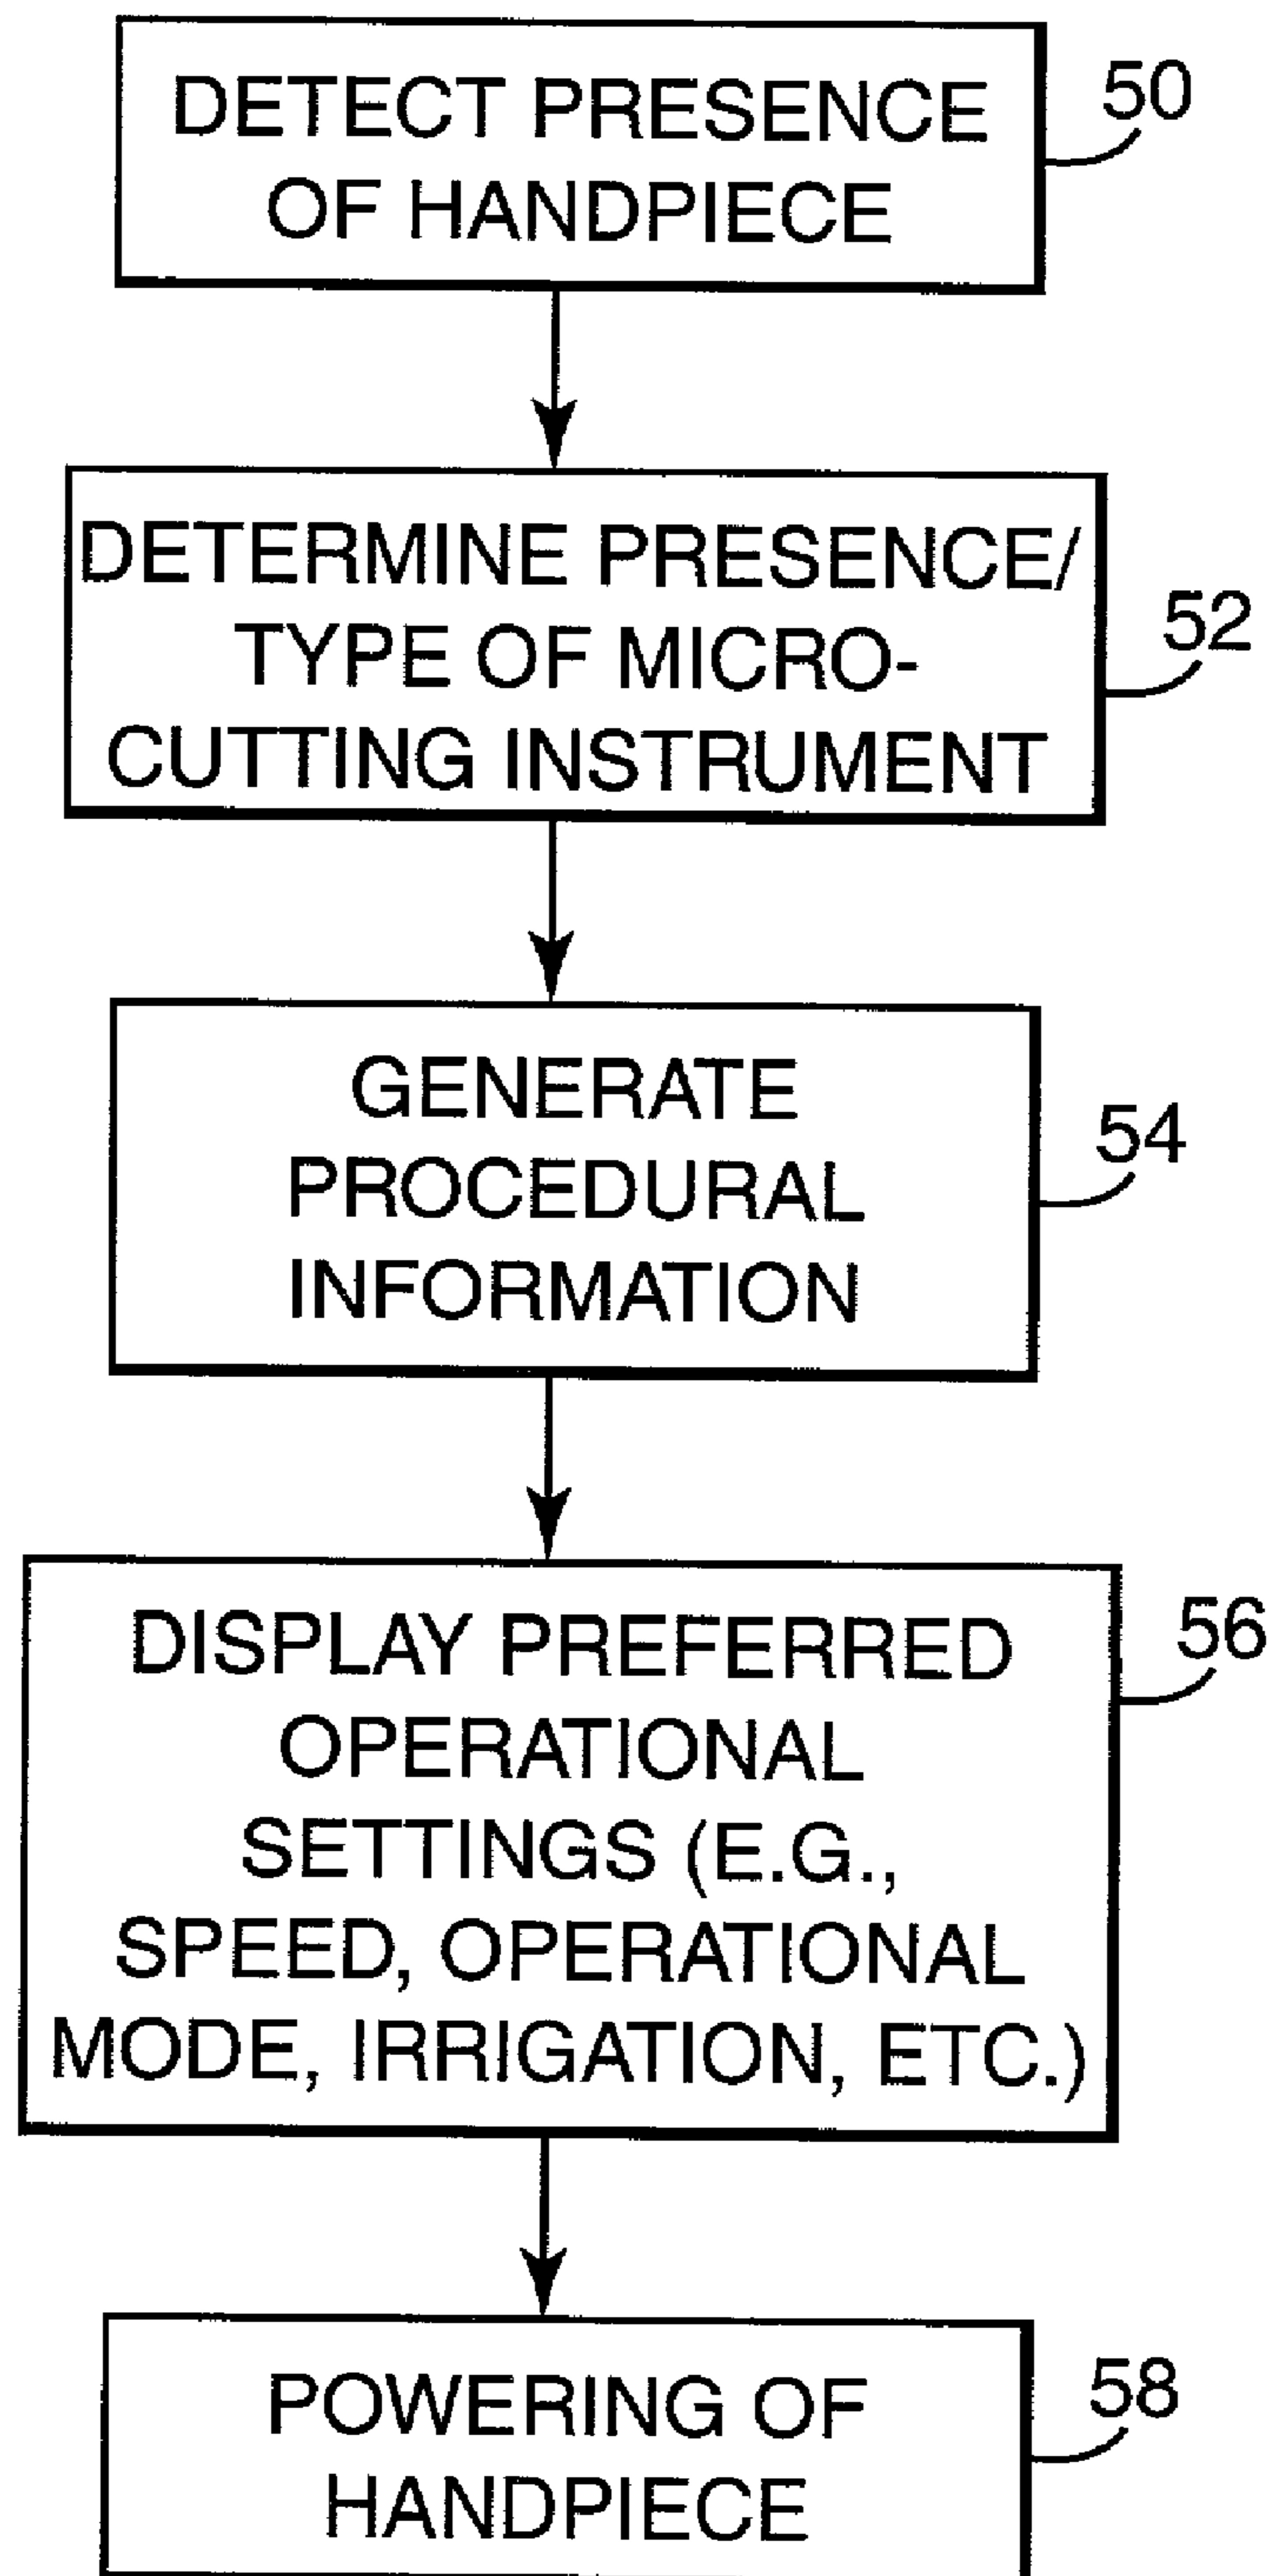 DETECT PRESENCE
OF HANDPIECE
50
DETERMINE PRESENCE/
TYPE OF MICRO-
CUTTING INSTRUMENT
52
GENERATE
PROCEDURAL
INFORMATION
54
DISPLAY PREFERRED
OPERATIONAL
SETTINGS (E.G.,
SPEED, OPERATIONAL
MODE, IRRIGATION, ETC.)
56
POWERING OF
HANDPIECE
58